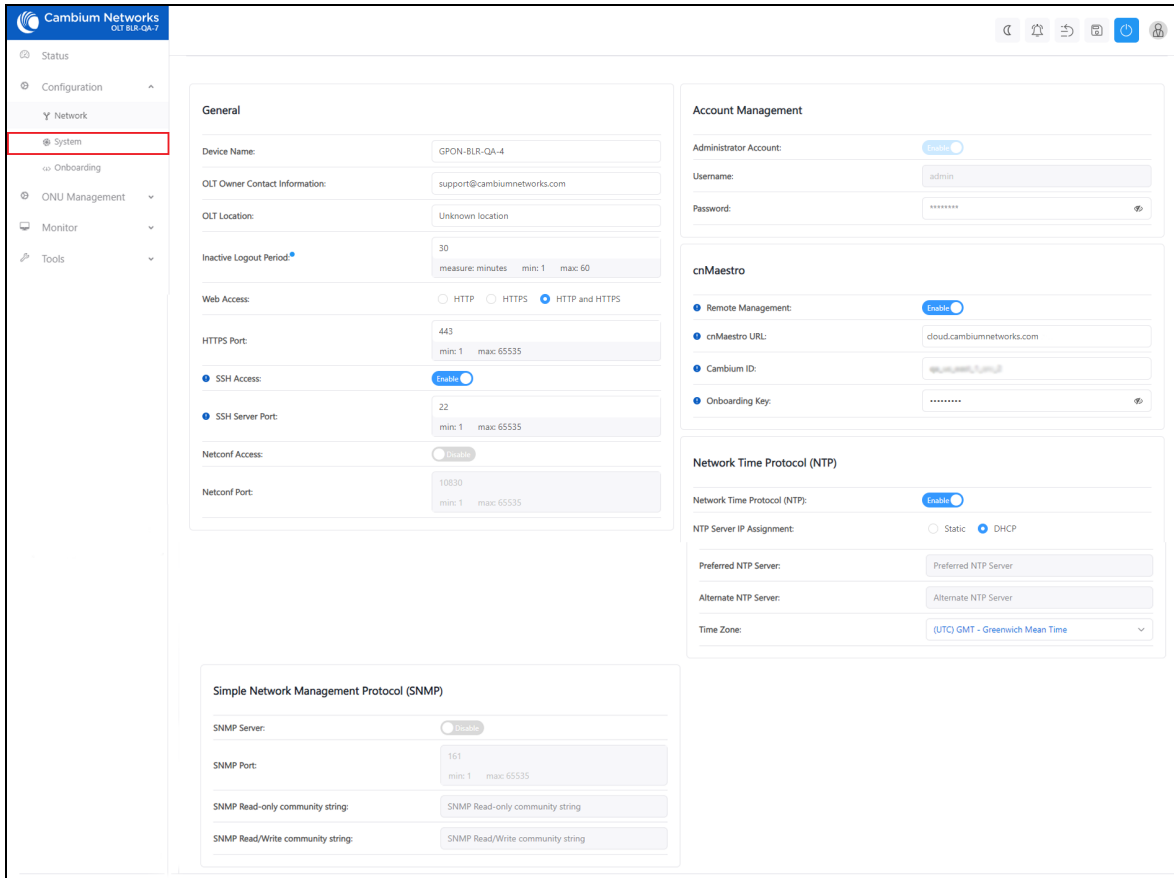 Cambium Networks
OLT BLR-QA-7
Status
Configuration
Network
System
Onboarding
ONU Management
Monitor
Tools
General
Device Name:
GPON-BLR-QA-4
OLT Owner Contact Information:
support@cambiumnetworks.com
OLT Location:
Unknown location
Inactive Logout Period:
30
measure: minutes min: 1 max: 60
Web Access:
HTTP HTTPS HTTP and HTTPS
HTTPS Port:
443
min: 1 max: 65535
SSH Access:
Enable
SSH Server Port:
22
min: 1 max: 65535
Netconf Access:
Disable
Netconf Port:
10830
min: 1 max: 65535
Account Management
Administrator Account:
Enable
Username:
admin
Password:
********
cnMaestro
Remote Management:
Enable
cnMaestro URL:
cloud.cambiumnetworks.com
Cambium ID:
Onboarding Key:
•••••••••
Network Time Protocol (NTP)
Network Time Protocol (NTP):
Enable
NTP Server IP Assignment:
Static DHCP
Preferred NTP Server:
Preferred NTP Server
Alternate NTP Server:
Alternate NTP Server
Time Zone:
(UTC) GMT - Greenwich Mean Time
Simple Network Management Protocol (SNMP)
SNMP Server:
Disable
SNMP Port:
161
min: 1 max: 65535
SNMP Read-only community string:
SNMP Read-only community string
SNMP Read/Write community string:
SNMP Read/Write community string